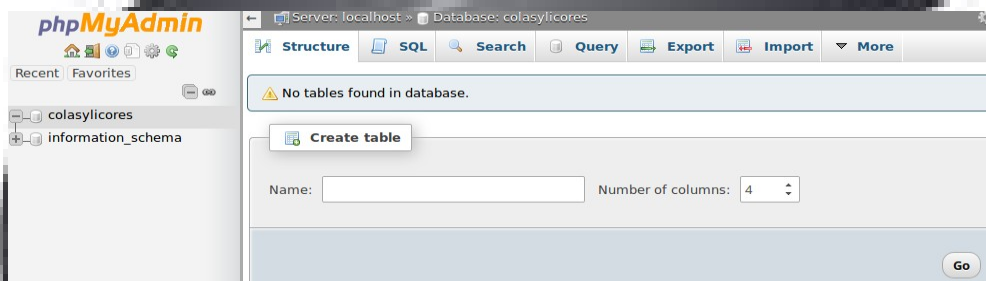 phpMyAdmin
Recent Favorites
colasylicores
information_schema
Server: localhost » Database: colasylicores
Structure SQL Search Query Export Import More
No tables found in database.
Create table
Name: Number of columns: 4
Go